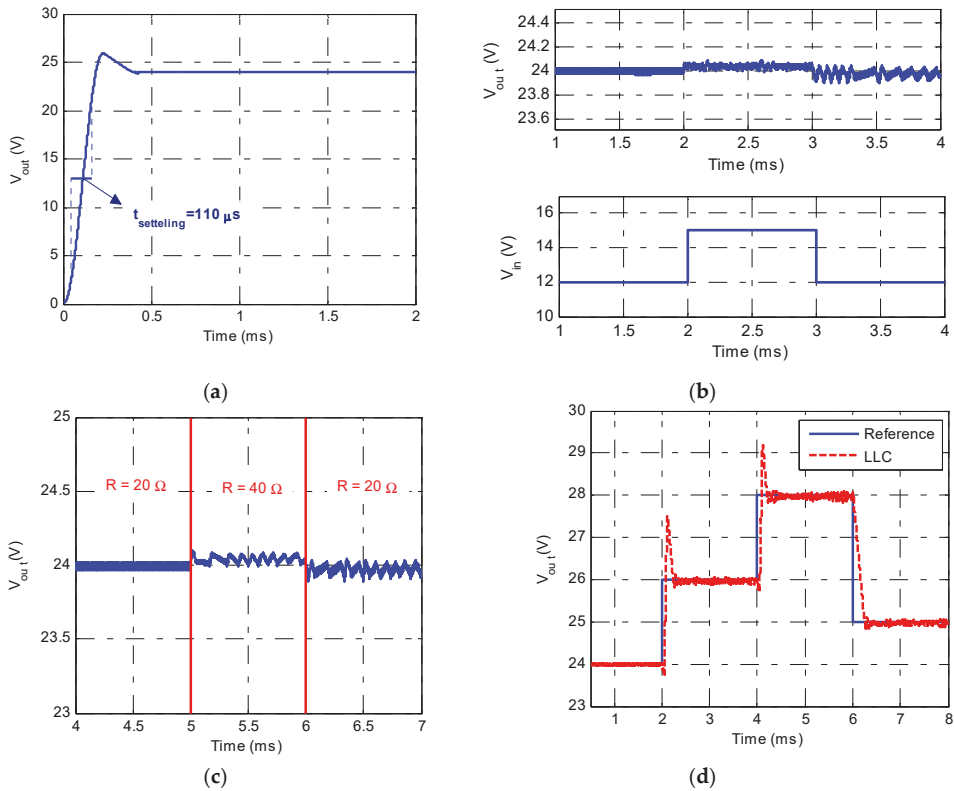 30
25
20
15
10
5
0
V_out (V)
t_setteling=110 μs
0 0.5 1 1.5 2
Time (ms)
(a)
24.4
24.2
24
23.8
23.6
V_out (V)
1 1.5 2 2.5 3 3.5 4
Time (ms)
16
14
12
10
V_in (V)
1 1.5 2 2.5 3 3.5 4
Time (ms)
(b)
25
24.5
24
23.5
23
V_out(V)
R = 20 Ω R = 40 Ω R = 20 Ω
4 4.5 5 5.5 6 6.5 7
Time (ms)
(c)
30
29
28
27
26
25
24
23
V_out(V)
Reference
LLC
1 2 3 4 5 6 7 8
Time (ms)
(d)